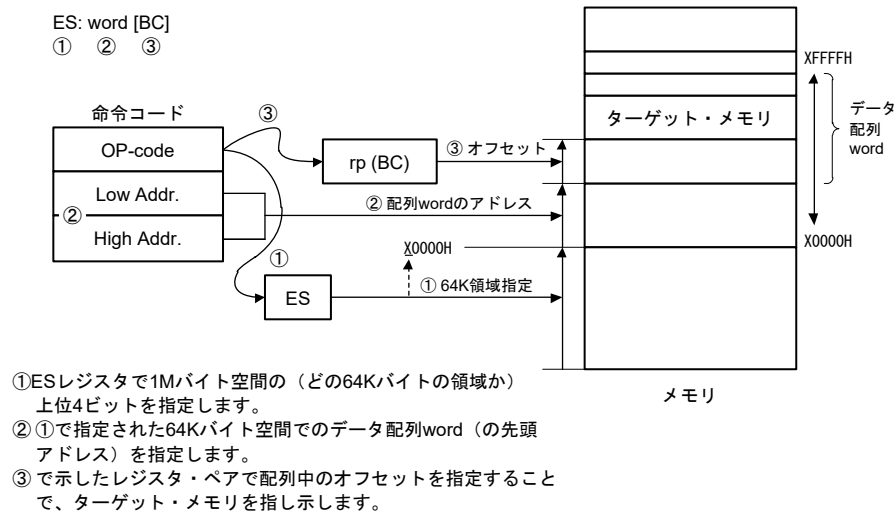 ES: word [BC]
① ② ③
命令コード
OP-code
Low Addr.
②
High Addr.
③
rp (BC)
③ オフセット
② 配列wordのアドレス
①
X0000H
ES
① 64K領域指定
ターゲット・メモリ
XFFFFH
データ
配列
word
X0000H
メモリ
①ESレジスタで1Mバイト空間の（どの64Kバイトの領域か）
上位4ビットを指定します。
② ①で指定された64Kバイト空間でのデータ配列word（の先頭
アドレス）を指定します。
③ で示したレジスタ・ペアで配列中のオフセットを指定すること
で、ターゲット・メモリを指し示します。